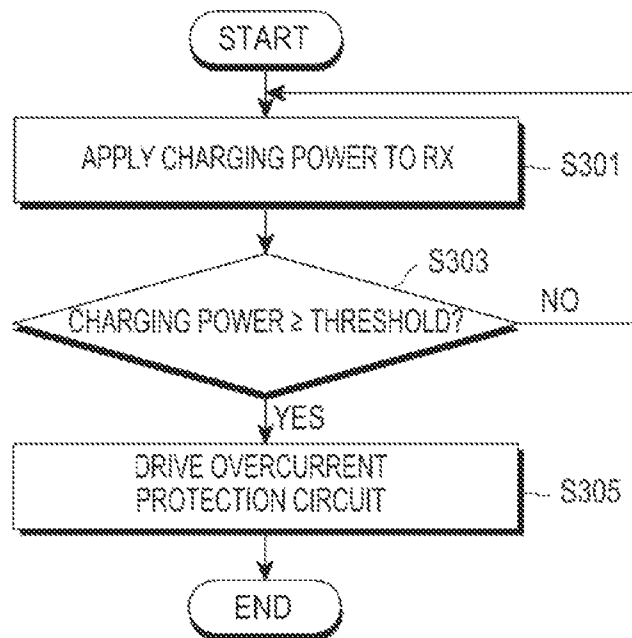 START
APPLY CHARGING POWER TO RX
S301
S303
CHARGING POWER ≥ THRESHOLD?
NO
YES
DRIVE OVERCURRENT
PROTECTION CIRCUIT
S305
END